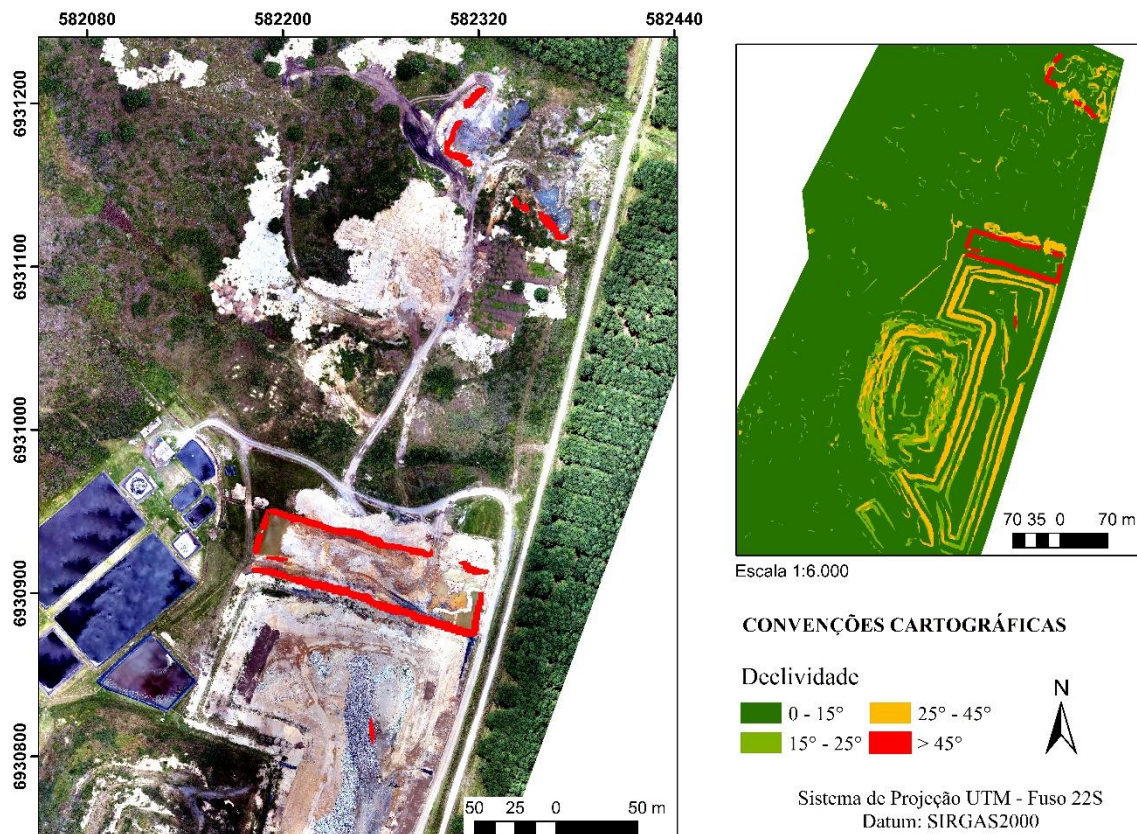 582080 582200 582320 582440
6931200
6931100
6931000
6930900
6930800
50 25 0 50 m
70 35 0 70 m
Escala 1:6.000
CONVENÇÕES CARTOGRÁFICAS
Declividade
0 - 15° 25° - 45°
15° - 25° > 45°
N
Sistema de Projeção UTM - Fuso 22S
Datum: SIRGAS2000